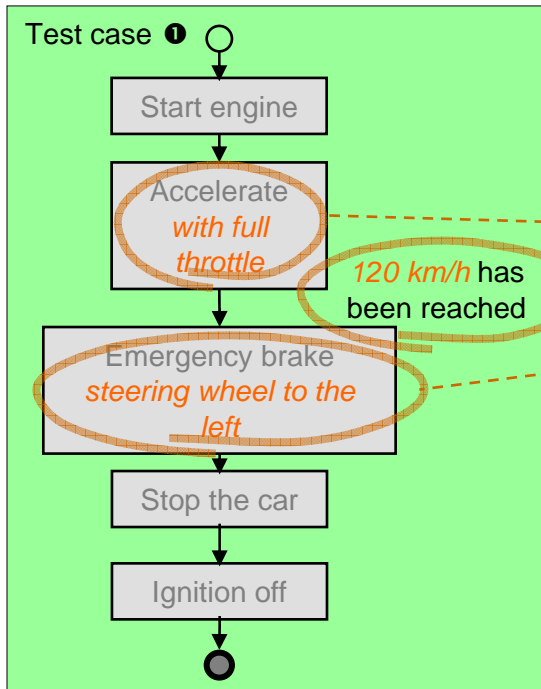 Test case ❶
Start engine
Accelerate
with full
throttle
120 km/h has
been reached
Emergency brake
steering wheel to the
left
Stop the car
Ignition off